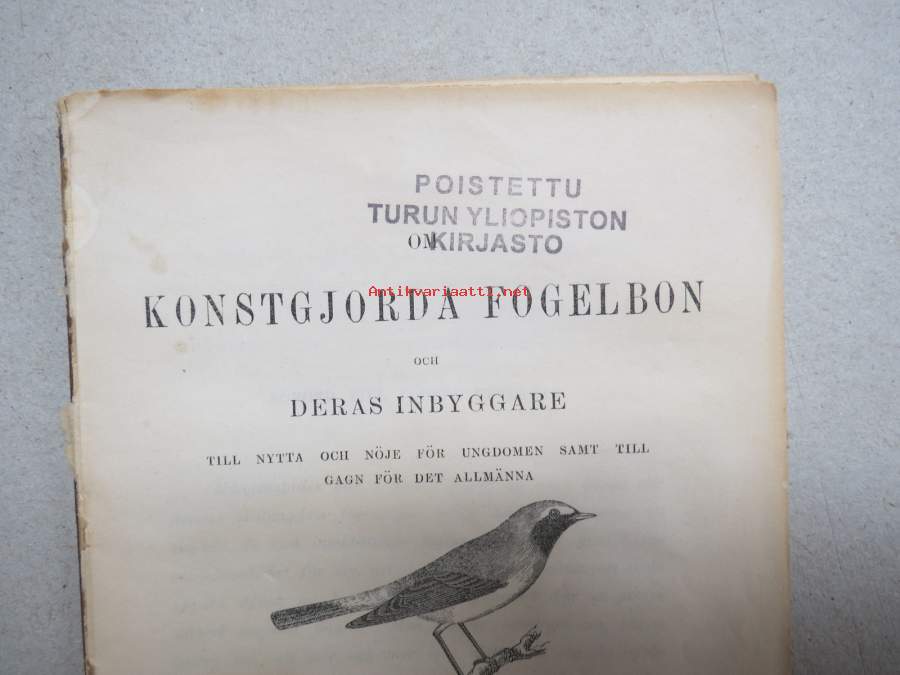 POISTETTU
TURUN YLIOPISTON
KIRJASTO
OM
Antikvariaatti.net
KONSTGJORDA FOGELBON
OCH
DERAS INBYGGARE
TILL NYTTA OCH NÖJE FÖR UNGDOMEN SAMT TILL
GAGN FÖR DET ALLMÄNNA